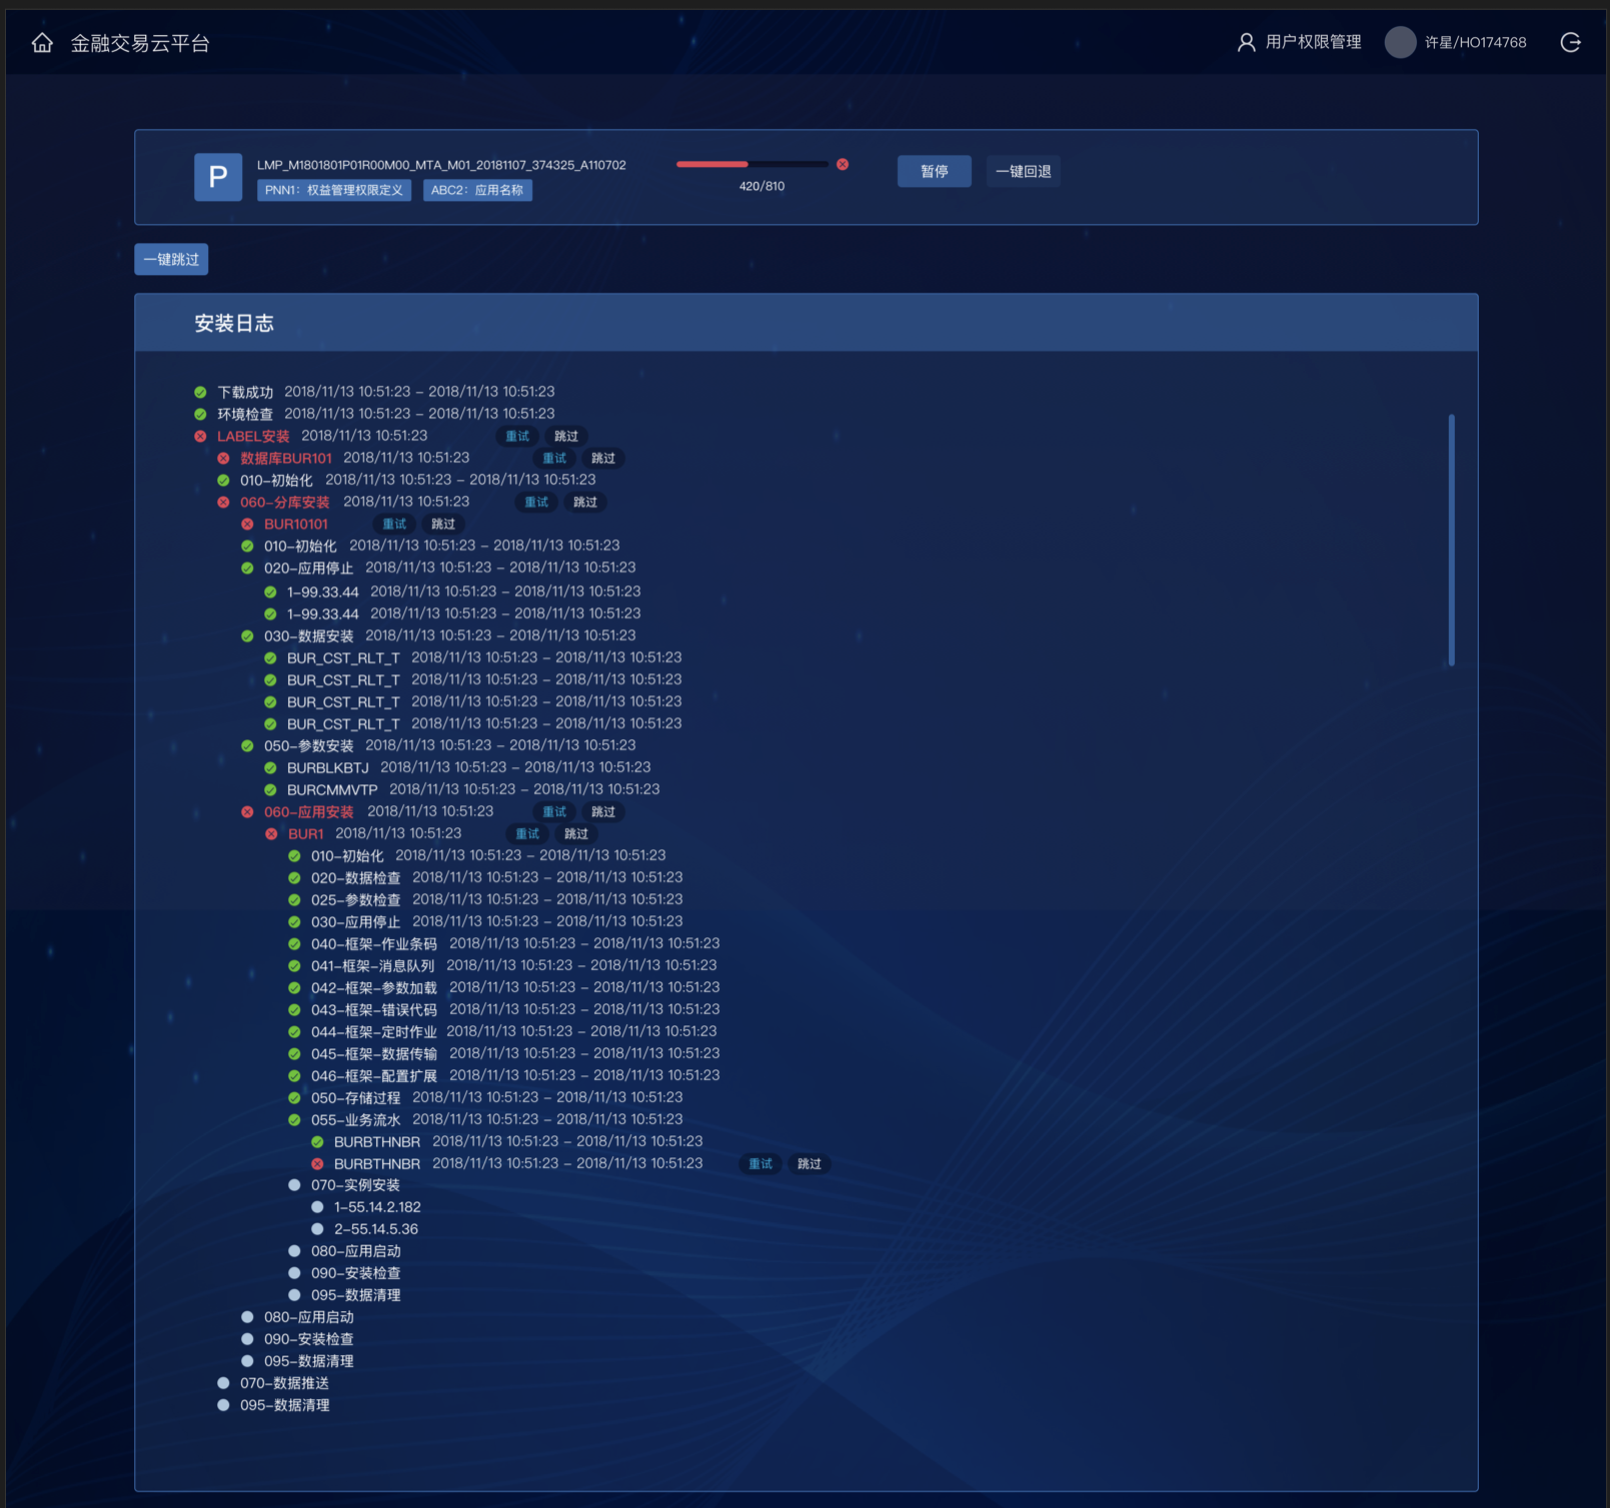 金融交易云平台 用户权限管理 许星/HO174768
P LMP_M1801801P01R00M00_MTA_M01_20181107_374325_A110702 暂停 一键回退
PNN1：权益管理权限定义 ABC2：应用名称 420/810
一键跳过
安装日志
下载成功 2018/11/13 10:51:23 – 2018/11/13 10:51:23
环境检查 2018/11/13 10:51:23 – 2018/11/13 10:51:23
LABEL安装 2018/11/13 10:51:23 重试 跳过
数据库BUR101 2018/11/13 10:51:23 重试 跳过
010–初始化 2018/11/13 10:51:23 – 2018/11/13 10:51:23
060–分库安装 2018/11/13 10:51:23 重试 跳过
BUR10101 重试 跳过
010–初始化 2018/11/13 10:51:23 – 2018/11/13 10:51:23
020–应用停止 2018/11/13 10:51:23 – 2018/11/13 10:51:23
1–99.33.44 2018/11/13 10:51:23 – 2018/11/13 10:51:23
1–99.33.44 2018/11/13 10:51:23 – 2018/11/13 10:51:23
030–数据安装 2018/11/13 10:51:23 – 2018/11/13 10:51:23
BUR_CST_RLT_T 2018/11/13 10:51:23 – 2018/11/13 10:51:23
BUR_CST_RLT_T 2018/11/13 10:51:23 – 2018/11/13 10:51:23
BUR_CST_RLT_T 2018/11/13 10:51:23 – 2018/11/13 10:51:23
BUR_CST_RLT_T 2018/11/13 10:51:23 – 2018/11/13 10:51:23
050–参数安装 2018/11/13 10:51:23 – 2018/11/13 10:51:23
BURBLKBTJ 2018/11/13 10:51:23 – 2018/11/13 10:51:23
BURCMMVTP 2018/11/13 10:51:23 – 2018/11/13 10:51:23
060–应用安装 2018/11/13 10:51:23 重试 跳过
BUR1 2018/11/13 10:51:23 重试 跳过
010–初始化 2018/11/13 10:51:23 – 2018/11/13 10:51:23
020–数据检查 2018/11/13 10:51:23 – 2018/11/13 10:51:23
025–参数检查 2018/11/13 10:51:23 – 2018/11/13 10:51:23
030–应用停止 2018/11/13 10:51:23 – 2018/11/13 10:51:23
040–框架–作业条码 2018/11/13 10:51:23 – 2018/11/13 10:51:23
041–框架–消息队列 2018/11/13 10:51:23 – 2018/11/13 10:51:23
042–框架–参数加载 2018/11/13 10:51:23 – 2018/11/13 10:51:23
043–框架–错误代码 2018/11/13 10:51:23 – 2018/11/13 10:51:23
044–框架–定时作业 2018/11/13 10:51:23 – 2018/11/13 10:51:23
045–框架–数据传输 2018/11/13 10:51:23 – 2018/11/13 10:51:23
046–框架–配置扩展 2018/11/13 10:51:23 – 2018/11/13 10:51:23
050–存储过程 2018/11/13 10:51:23 – 2018/11/13 10:51:23
055–业务流水 2018/11/13 10:51:23 – 2018/11/13 10:51:23
BURBTHNBR 2018/11/13 10:51:23 – 2018/11/13 10:51:23
BURBTHNBR 2018/11/13 10:51:23 – 2018/11/13 10:51:23 重试 跳过
070–实例安装
1–55.14.2.182
2–55.14.5.36
080–应用启动
090–安装检查
095–数据清理
080–应用启动
090–安装检查
095–数据清理
070–数据推送
095–数据清理